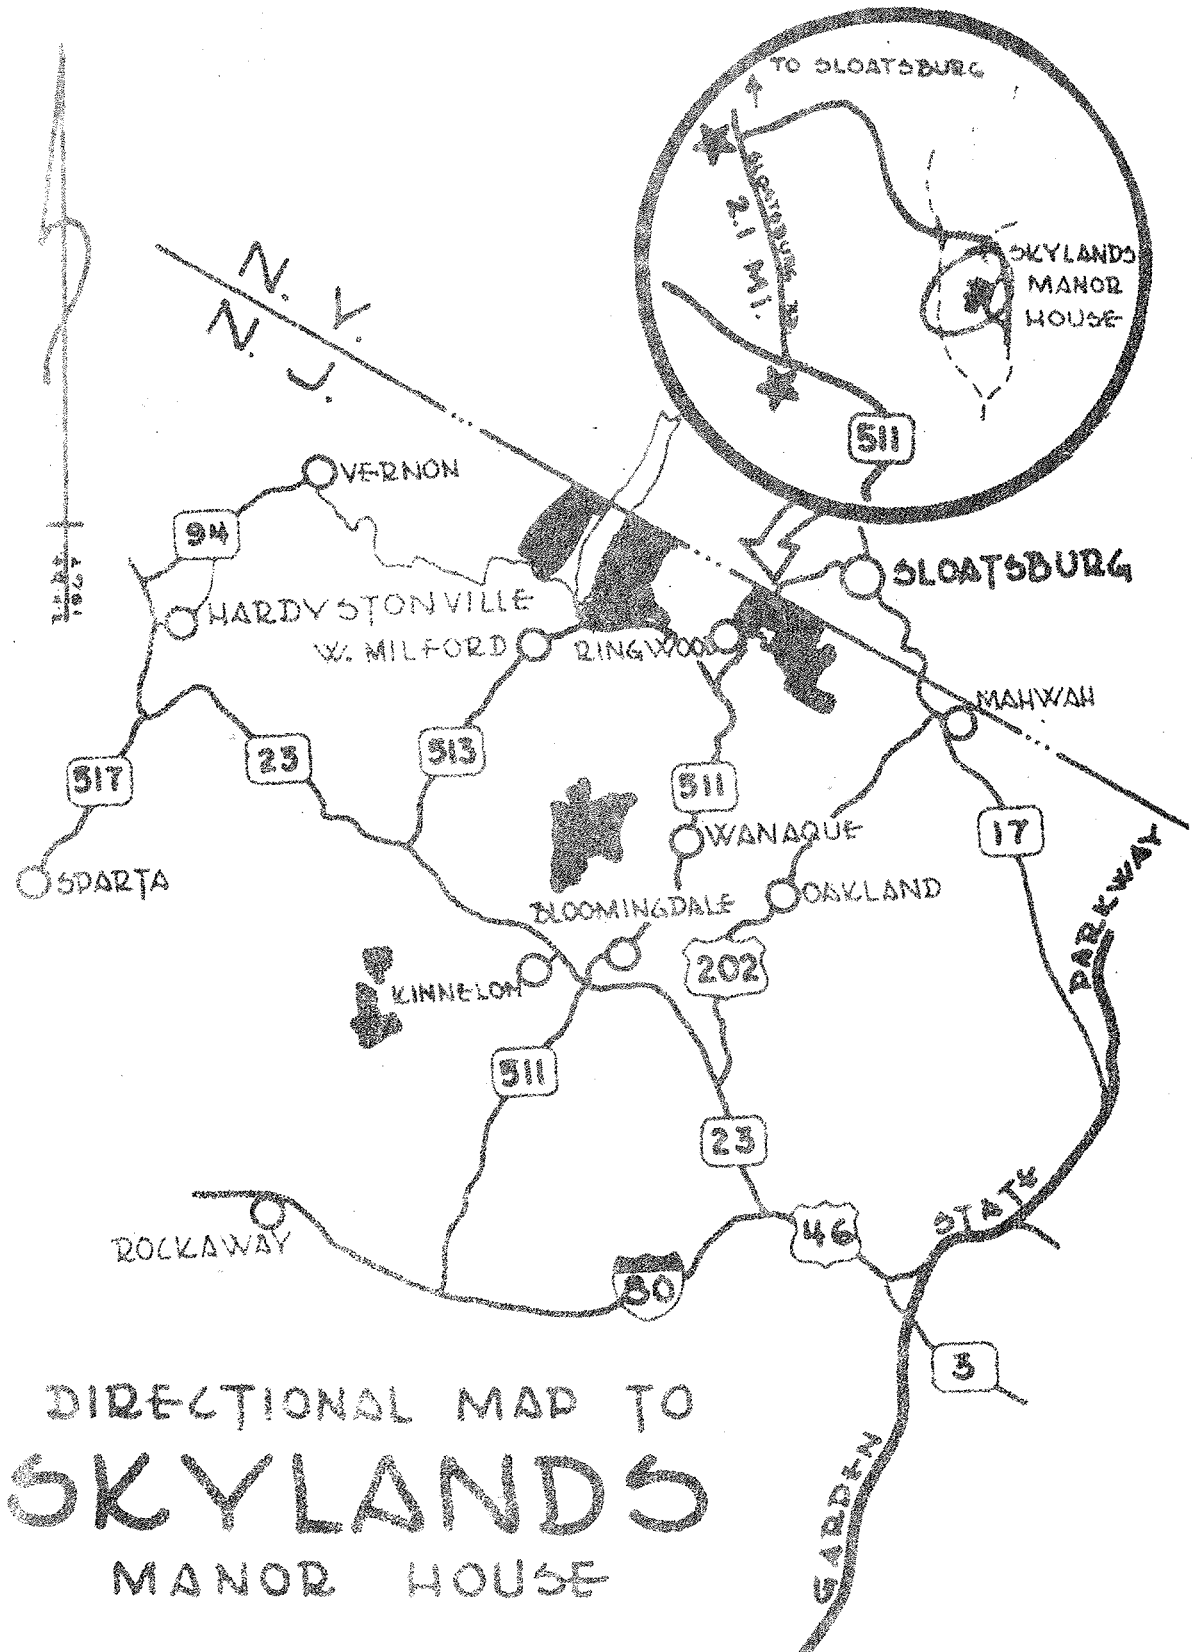 TO SLOATSBURG
SLOATSBURG RD.
2.1 MI.
SKYLANDS
MANOR
HOUSE
511
N.Y.
N.J.
VERNON
94
SLOATSBURG
HARDYSTONVILLE
W. MILFORD
RINGWOOD
MAHWAH
517
23
513
511
17
WANAQUE
SPARTA
OAKLAND
BLOOMINGDALE
PARKWAY
202
KINNELON
511
23
STATE
46
ROCKAWAY
80
3
GARDEN
1967
DIRECTIONAL MAP TO
SKYLANDS
MANOR HOUSE